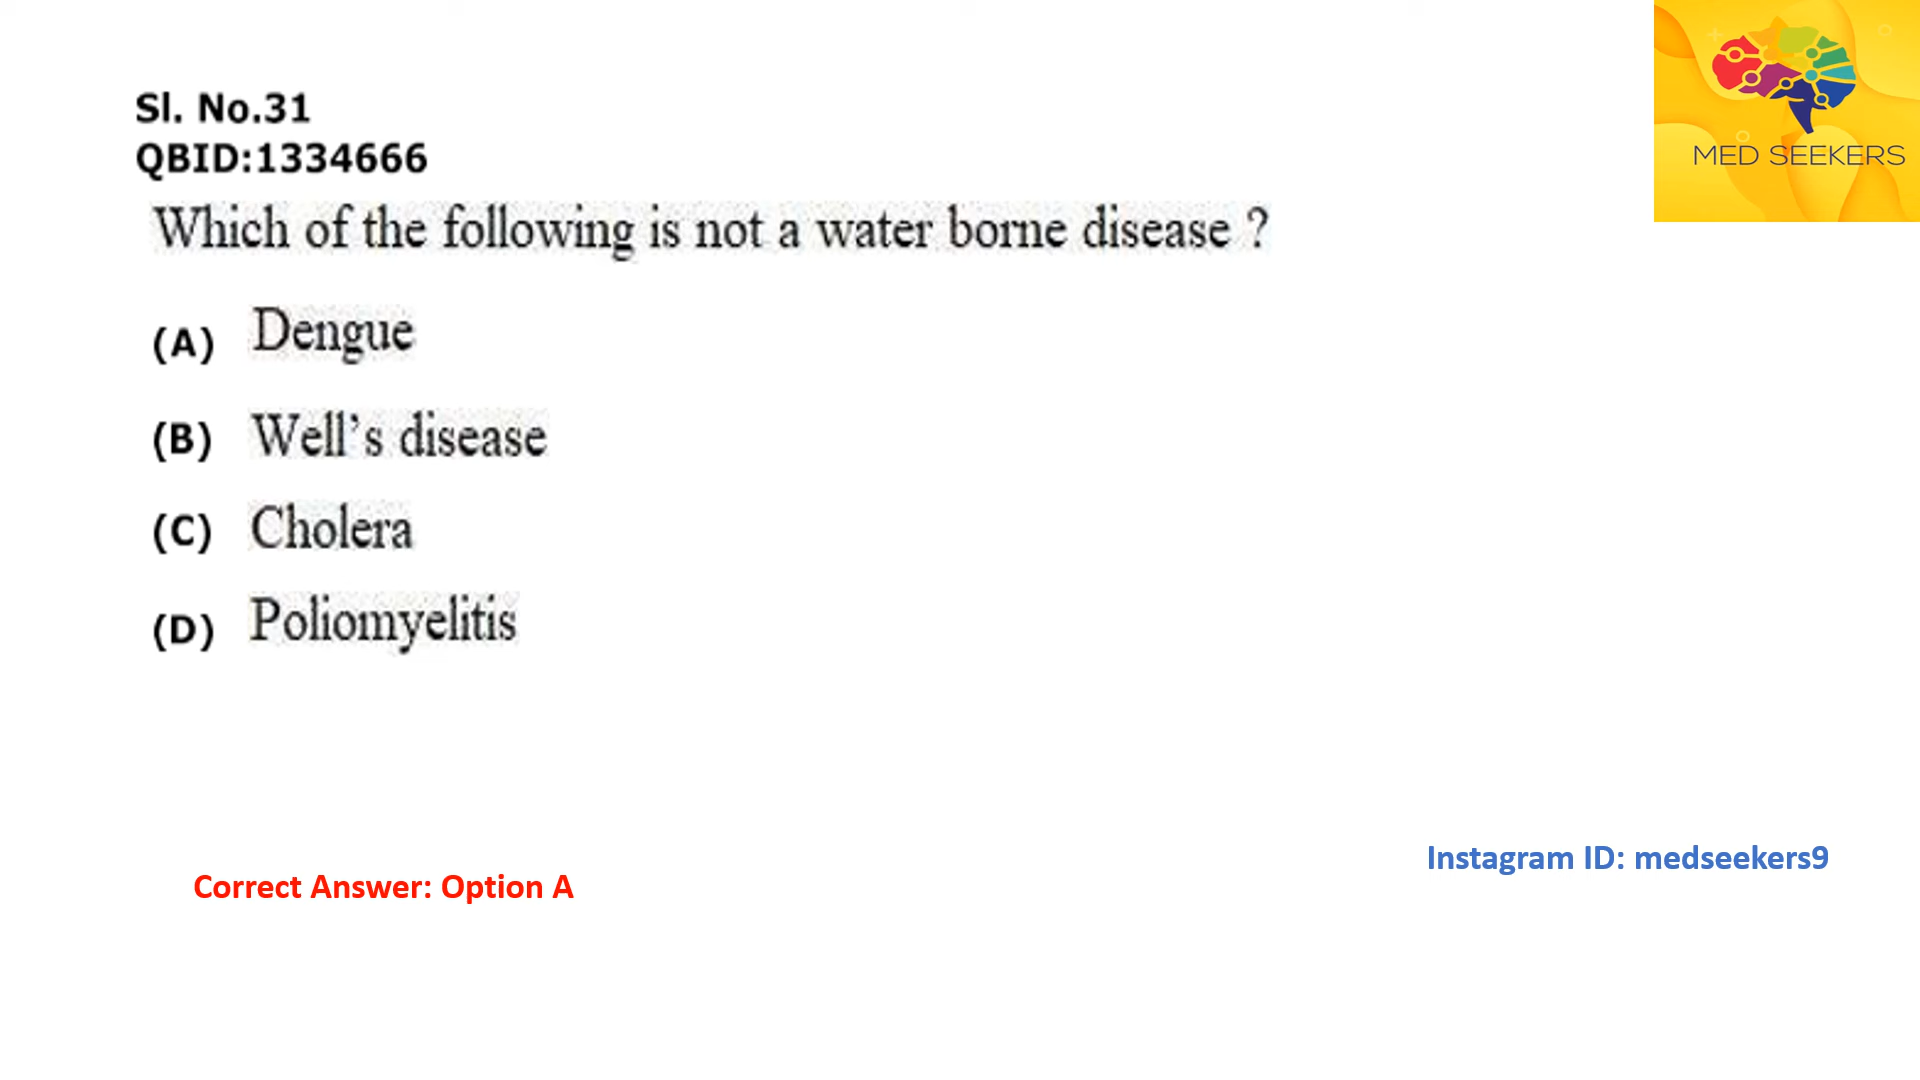 MED SEEKERS
Sl. No.31
QBID:1334666
Which of the following is not a water borne disease ?
(A) Dengue
(B) Well's disease
(C) Cholera
(D) Poliomyelitis
Instagram ID: medseekers9
Correct Answer: Option A